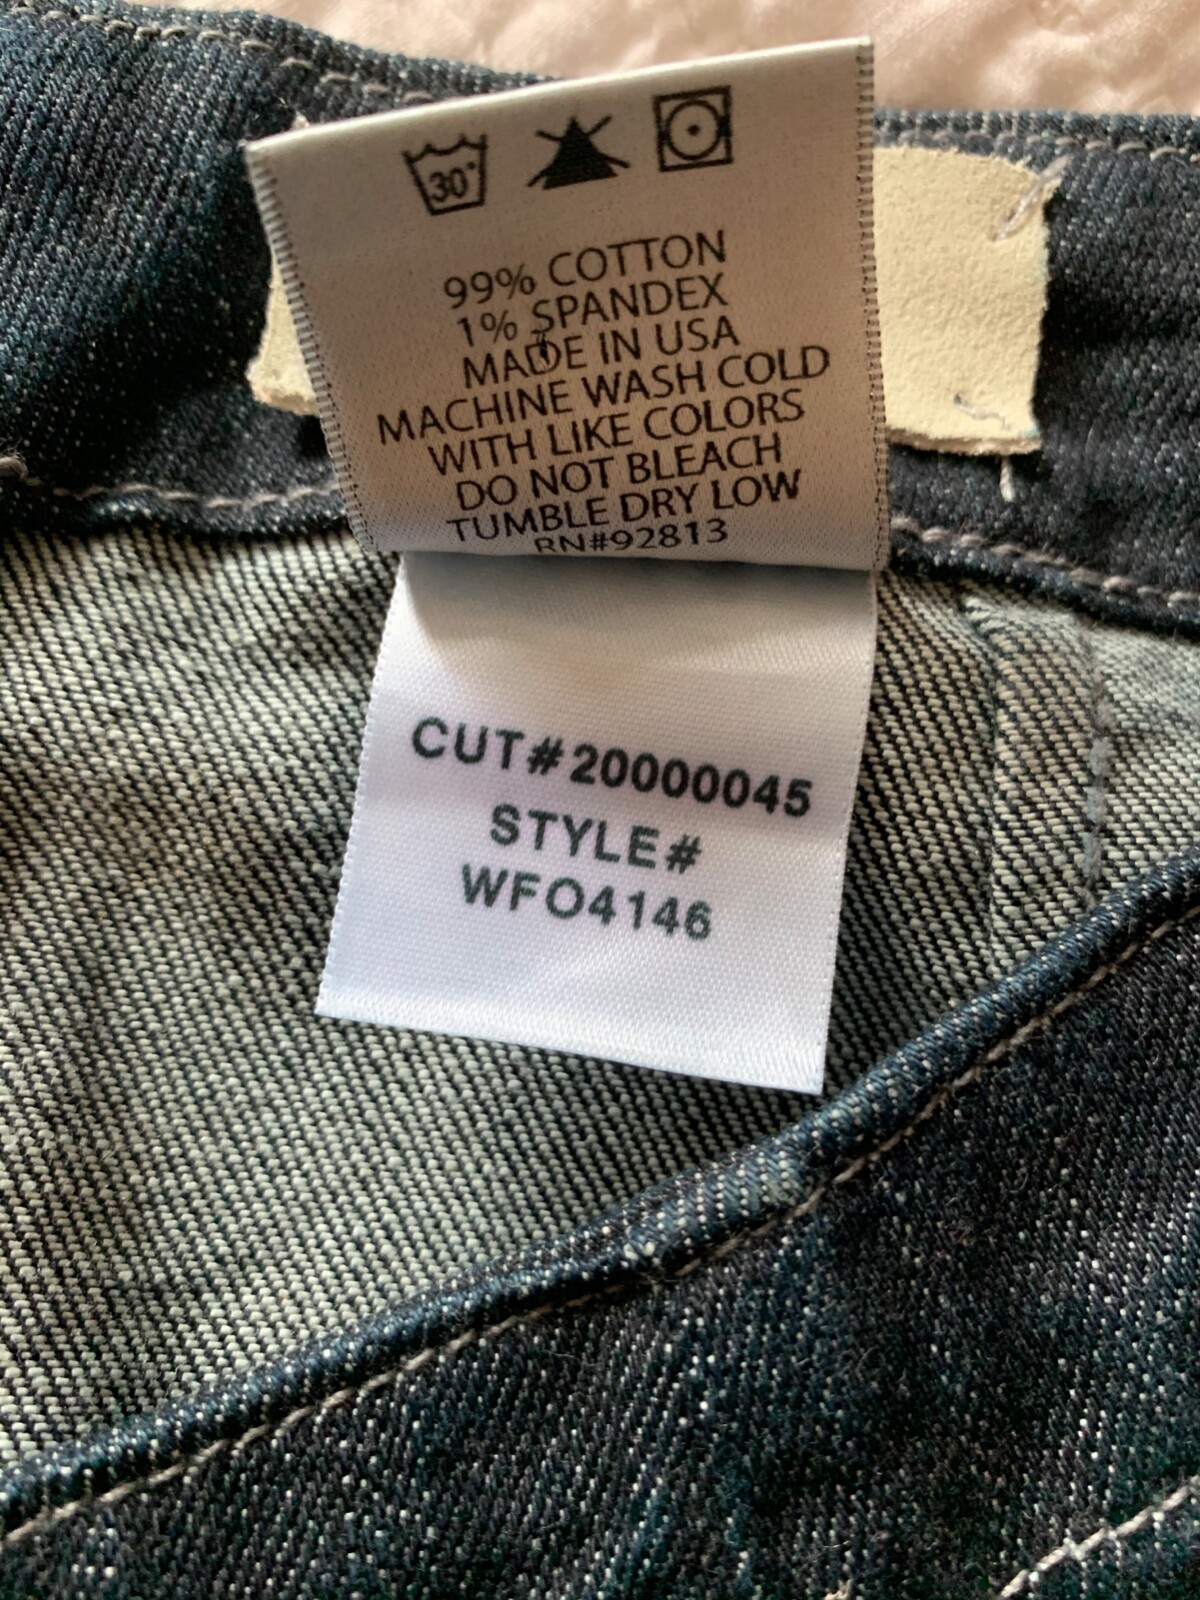 30°
99% COTTON
1% SPANDEX
MADE IN USA
MACHINE WASH COLD
WITH LIKE COLORS
DO NOT BLEACH
TUMBLE DRY LOW
RN#92813
CUT#20000045
STYLE#
WFO4146